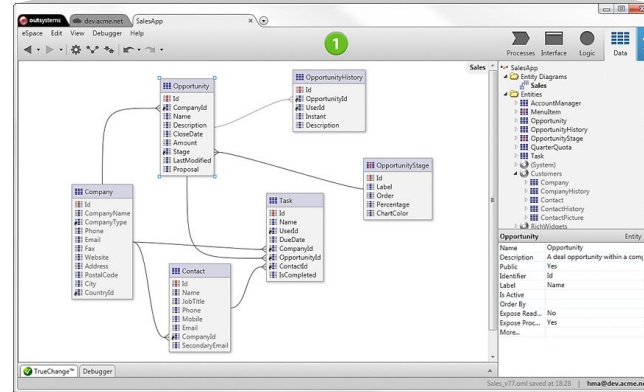 outsystems
dev.acme.net
SalesApp
eSpace Edit View Debugger Help
1
Processes Interface Logic Data
Sales
Opportunity
Id
CompanyId
Name
Description
CloseDate
Amount
Stage
LastModified
Proposal
OpportunityHistory
Id
OpportunityId
UserId
Instant
Description
OpportunityStage
Id
Label
Order
Percentage
ChartColor
Company
Id
CompanyName
CompanyType
Phone
Email
Fax
Website
Address
PostalCode
City
CountryId
Task
Id
Name
UserId
DueDate
CompanyId
OpportunityId
ContactId
IsCompleted
Contact
Id
Name
JobTitle
Phone
Mobile
Email
CompanyId
SecondaryEmail
SalesApp
Entity Diagrams
Sales
Entities
AccountManager
MenuItem
Opportunity
OpportunityHistory
OpportunityStage
QuarterQuota
Task
(System)
Customers
Company
CompanyHistory
Contact
ContactHistory
ContactPicture
RichWidgets
Opportunity Entity
Name Opportunity
Description A deal opportunity within a comp
Public Yes
Identifier Id
Label Name
Is Active
Order By
Expose Read... No
Expose Proc... Yes
More...
TrueChange™ Debugger
Sales_v77.oml saved at 18:28 hma@dev.acme.n